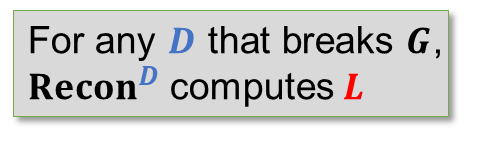 For any D that breaks G,
Recon^D computes L